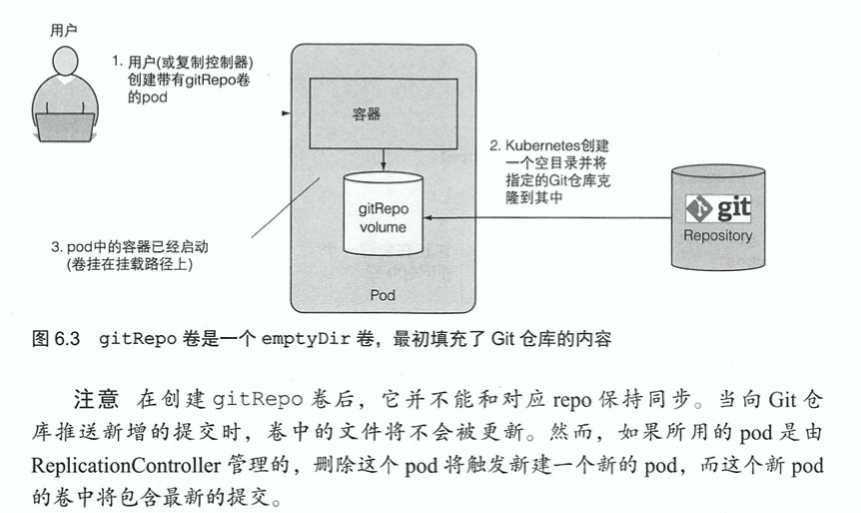 用户
1. 用户(或复制控制器)
创建带有gitRepo卷
的pod
容器
2. Kubernetes创建
一个空目录并将
指定的Git仓库克
隆到其中
gitRepo
volume
git
Repository
3. pod中的容器已经启动
(卷挂在挂载路径上)
Pod
图 6.3 gitRepo 卷是一个 emptyDir 卷，最初填充了 Git 仓库的内容
注意 在创建 gitRepo 卷后，它并不能和对应 repo 保持同步。当向 Git 仓
库推送新增的提交时，卷中的文件将不会被更新。然而，如果所用的 pod 是由
ReplicationController 管理的，删除这个 pod 将触发新建一个新的 pod，而这个新 pod
的卷中将包含最新的提交。